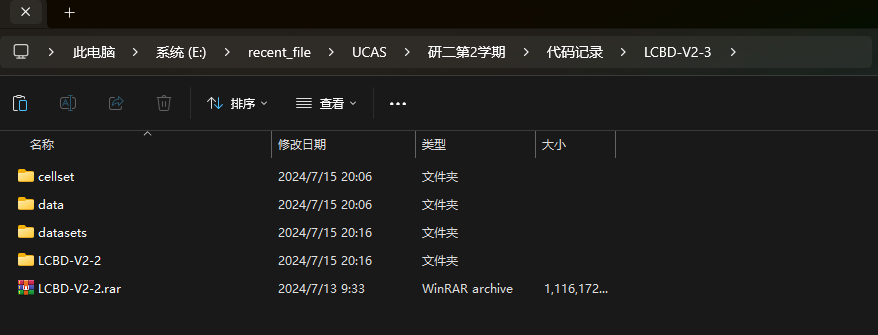 此电脑 > 系统 (E:) > recent_file > UCAS > 研二第2学期 > 代码记录 > LCBD-V2-3 >
排序 查看
名称 修改日期 类型 大小
cellset 2024/7/15 20:06 文件夹
data 2024/7/15 20:06 文件夹
datasets 2024/7/15 20:16 文件夹
LCBD-V2-2 2024/7/15 20:16 文件夹
LCBD-V2-2.rar 2024/7/13 9:33 WinRAR archive 1,116,172...